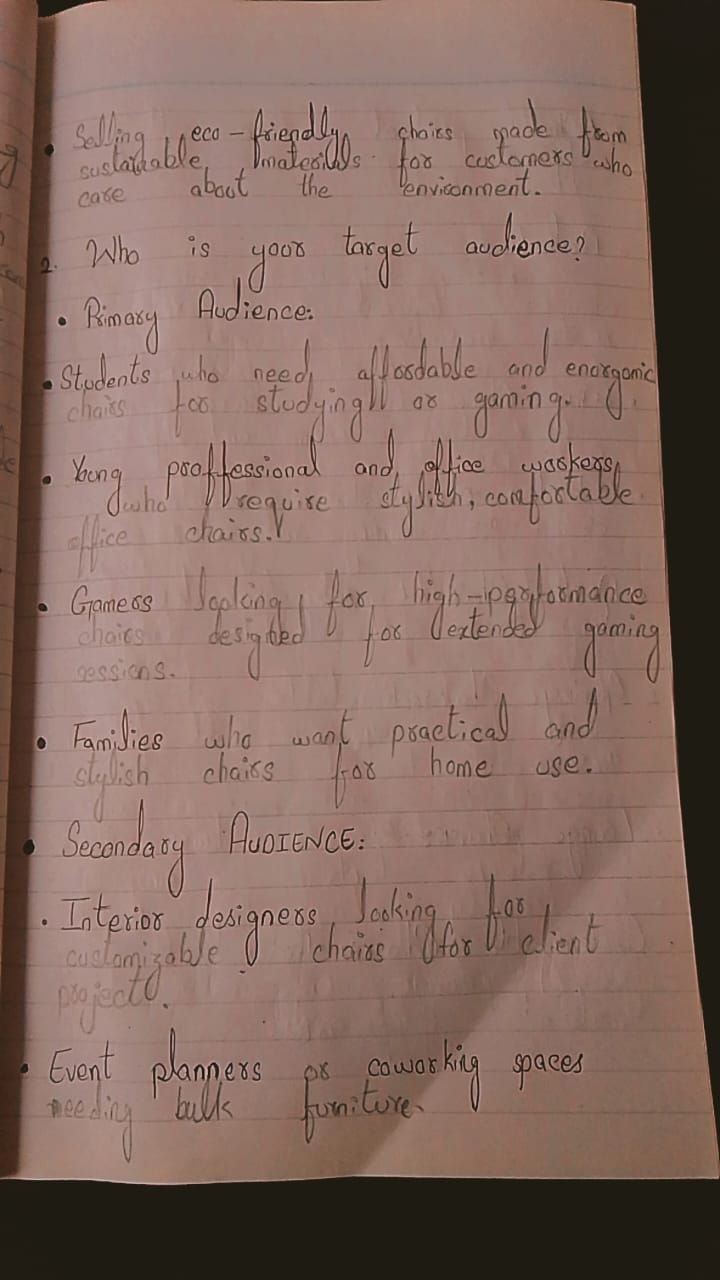 • Selling eco-friendly chairs made from
sustainable materials for customers who
care about the environment.
2. Who is your target audience?
• Primary Audience:
• Students who need affordable and enorgonic
chairs for studying or gaming.
• Young proffessional and office workers
who require stylish, comfortable
office chairs.
• Gamers looking for high-performance
chairs designed for extended gaming
sessions.
• Families who want practical and
stylish chairs for home use.
• Secondary AUDIENCE:
• Interior designers looking for
customizable chairs for client
project.
• Event planners or coworking spaces
needing bulk furniture.